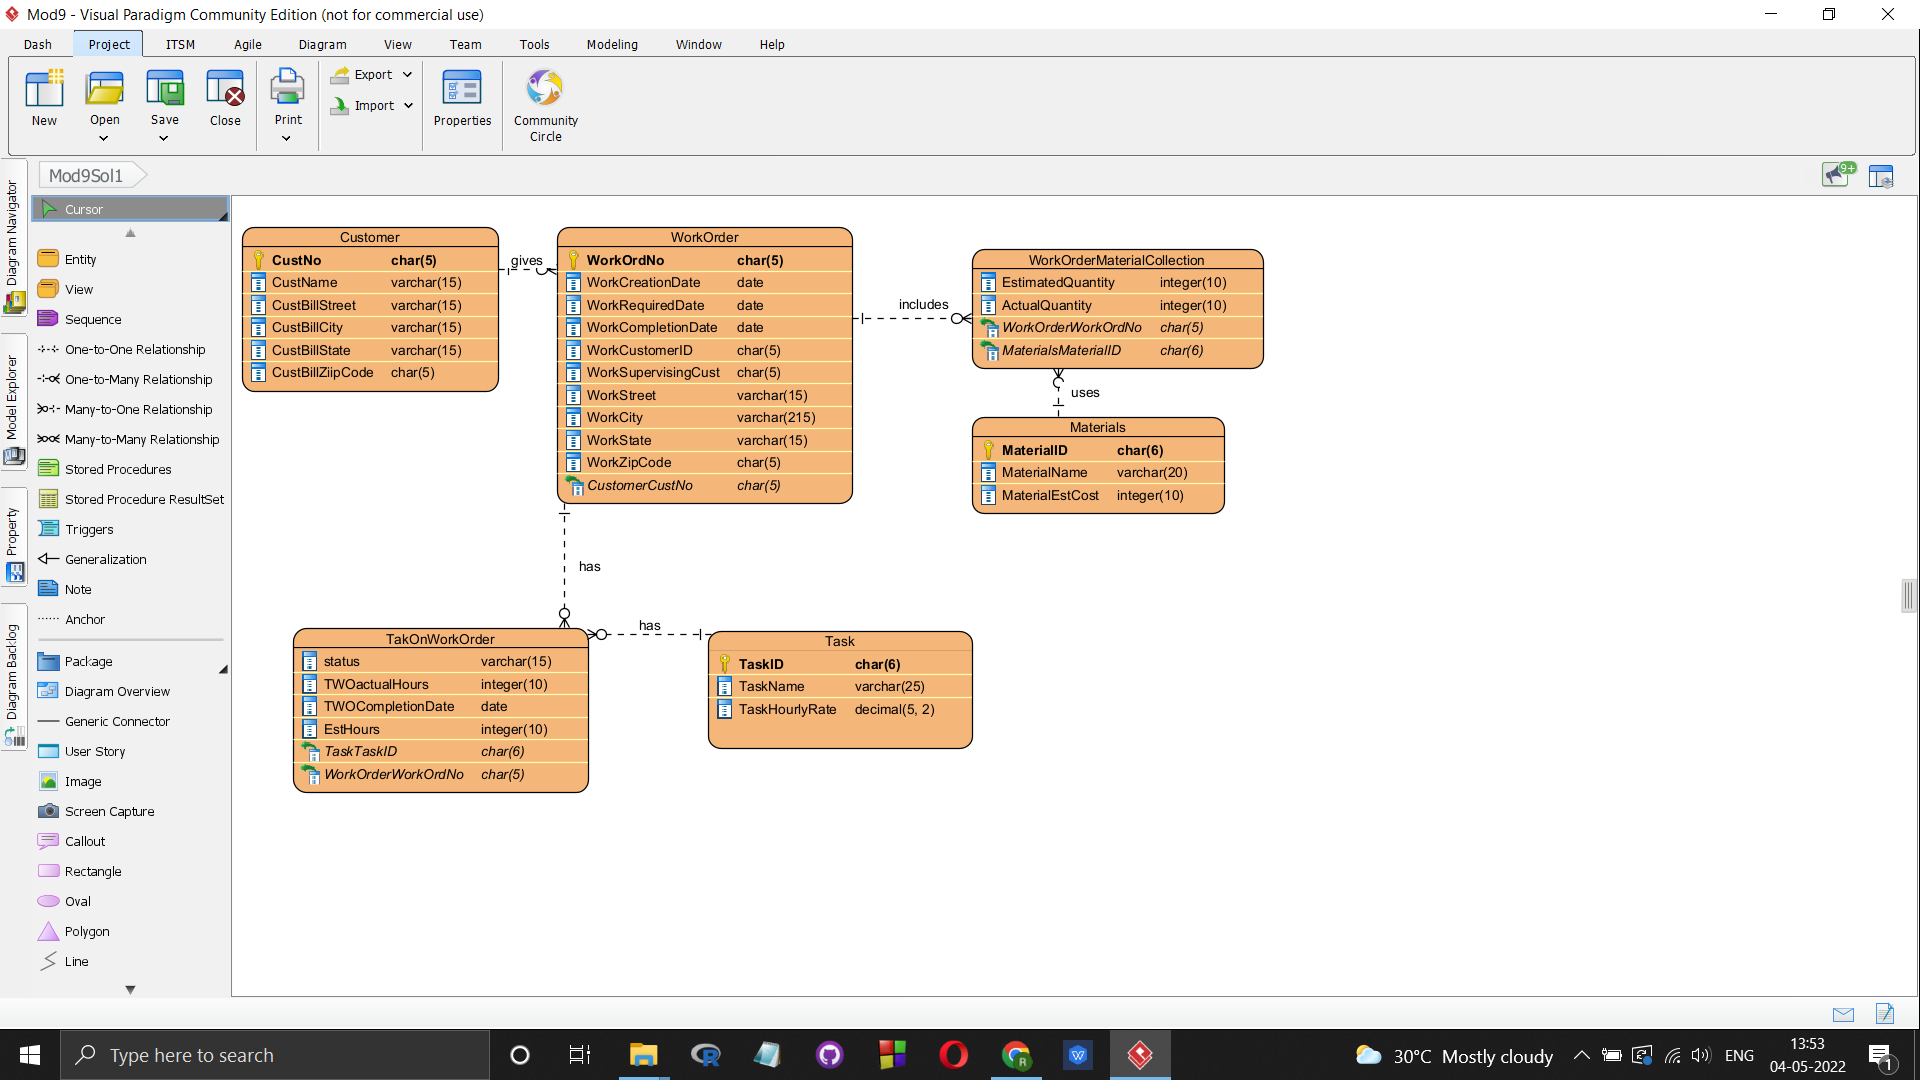 Mod9 - Visual Paradigm Community Edition (not for commercial use)
Dash Project ITSM Agile Diagram View Team Tools Modeling Window Help
New Open Save Close Print Export Import Properties Community Circle
9+
Mod9Sol1
Diagram Navigator
Model Explorer
Property
Diagram Backlog
Cursor
Entity
View
Sequence
One-to-One Relationship
One-to-Many Relationship
Many-to-One Relationship
Many-to-Many Relationship
Stored Procedures
Stored Procedure ResultSet
Triggers
Generalization
Note
Anchor
Package
Diagram Overview
Generic Connector
User Story
Image
Screen Capture
Callout
Rectangle
Oval
Polygon
Line
Customer
CustNo char(5)
CustName varchar(15)
CustBillStreet varchar(15)
CustBillCity varchar(15)
CustBillState varchar(15)
CustBillZiipCode char(5)
gives
WorkOrder
WorkOrdNo char(5)
WorkCreationDate date
WorkRequiredDate date
WorkCompletionDate date
WorkCustomerID char(5)
WorkSupervisingCust char(5)
WorkStreet varchar(15)
WorkCity varchar(215)
WorkState varchar(15)
WorkZipCode char(5)
CustomerCustNo char(5)
includes
WorkOrderMaterialCollection
EstimatedQuantity integer(10)
ActualQuantity integer(10)
WorkOrderWorkOrdNo char(5)
MaterialsMaterialID char(6)
uses
Materials
MaterialID char(6)
MaterialName varchar(20)
MaterialEstCost integer(10)
has
TakOnWorkOrder
status varchar(15)
TWOactualHours integer(10)
TWOCompletionDate date
EstHours integer(10)
TaskTaskID char(6)
WorkOrderWorkOrdNo char(5)
has
Task
TaskID char(6)
TaskName varchar(25)
TaskHourlyRate decimal(5, 2)
Type here to search
R
30°C Mostly cloudy
ENG
13:53
04-05-2022
1